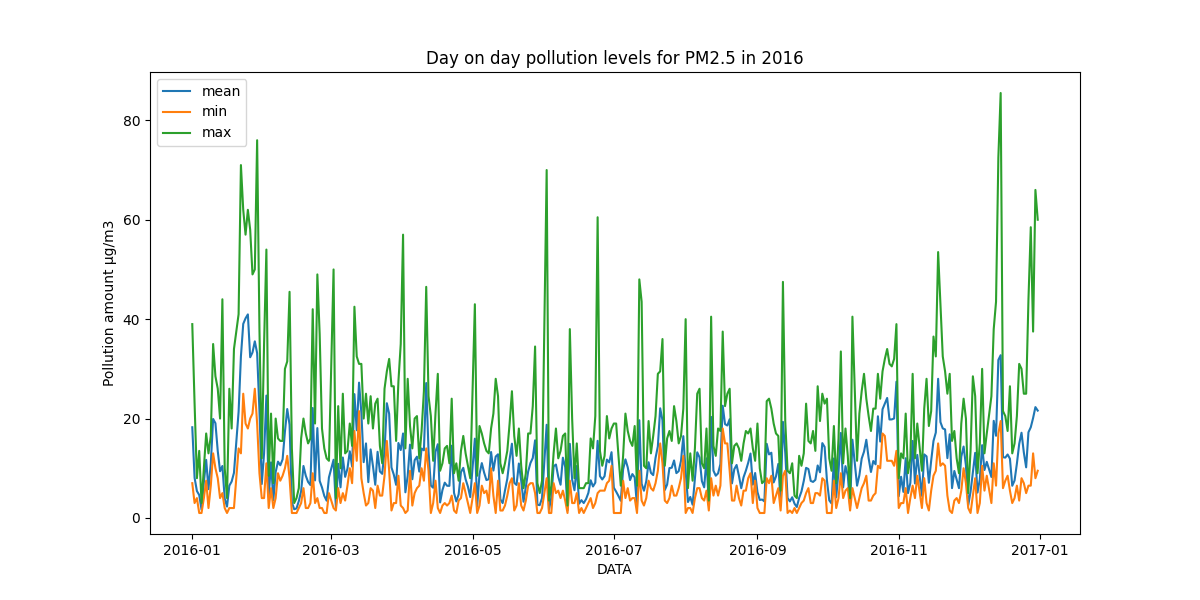 Day on day pollution levels for PM2.5 in 2016
mean
min
max
80
60
40
20
0
Pollution amount µg/m3
2016-01 2016-03 2016-05 2016-07 2016-09 2016-11 2017-01
DATA